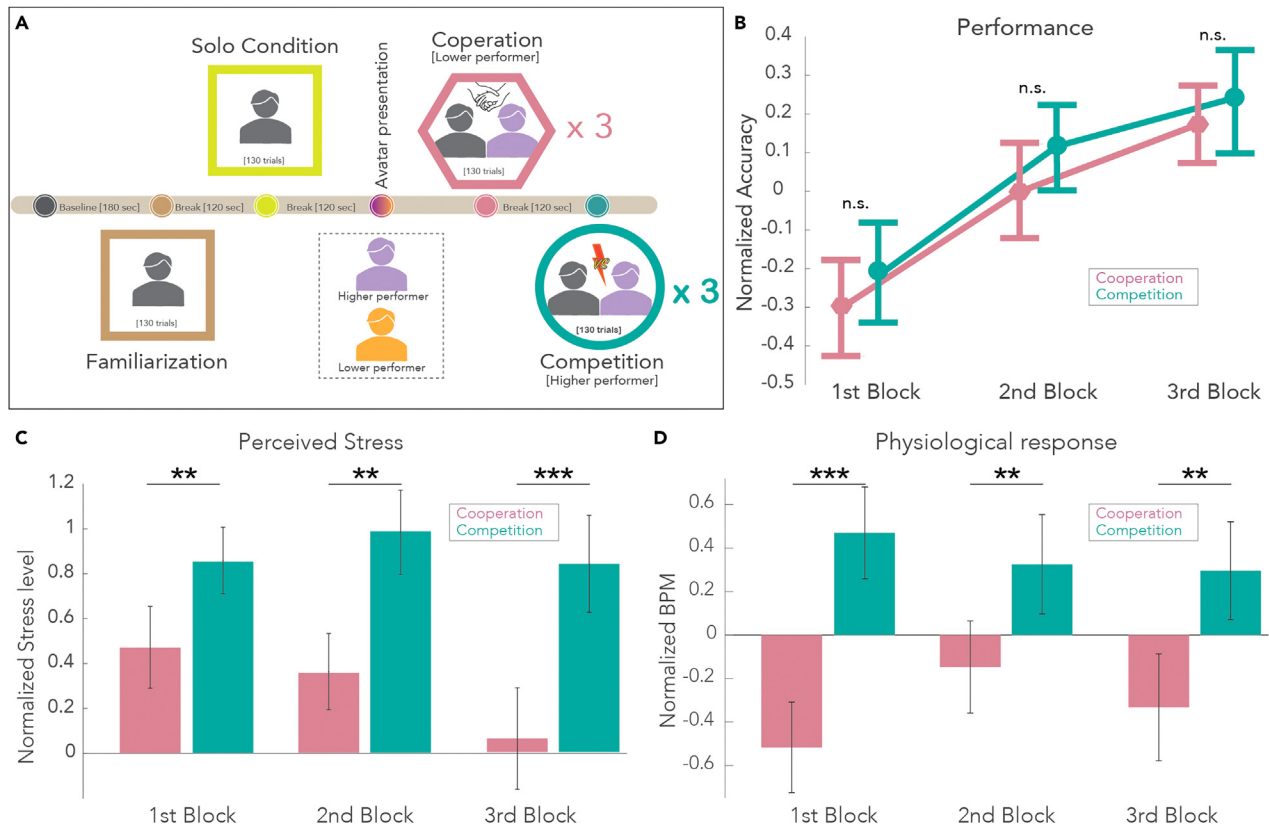 A
Solo Condition
[130 trials]
Avatar presentation
Coperation
[Lower performer]
[130 trials]
x 3
Baseline [180 sec]
Break [120 sec]
Break [120 sec]
Break [120 sec]
[130 trials]
Familiarization
Higher performer
Lower performer
VS
[130 trials]
x 3
Competition
[Higher performer]
B
Performance
Normalized Accuracy
0.4
0.3
0.2
0.1
0
-0.1
-0.2
-0.3
-0.4
-0.5
n.s.
n.s.
n.s.
Cooperation
Competition
1st Block
2nd Block
3rd Block
C
Perceived Stress
Normalized Stress level
1.2
1
0.8
0.6
0.4
0.2
0
**
**
***
Cooperation
Competition
1st Block
2nd Block
3rd Block
D
Physiological response
Normalized BPM
0.6
0.4
0.2
0
-0.2
-0.4
-0.6
***
**
**
Cooperation
Competition
1st Block
2nd Block
3rd Block